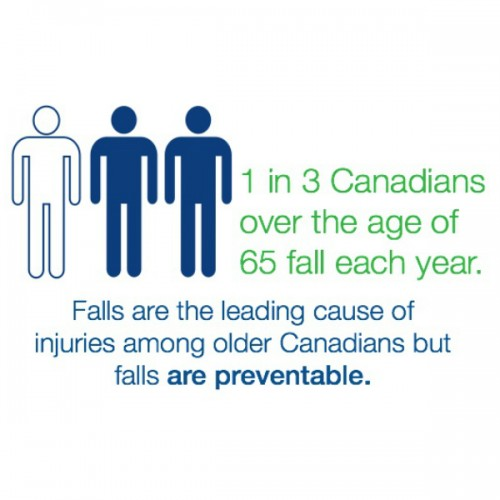 1 in 3 Canadians
over the age of
65 fall each year.
Falls are the leading cause of
injuries among older Canadians but
falls are preventable.